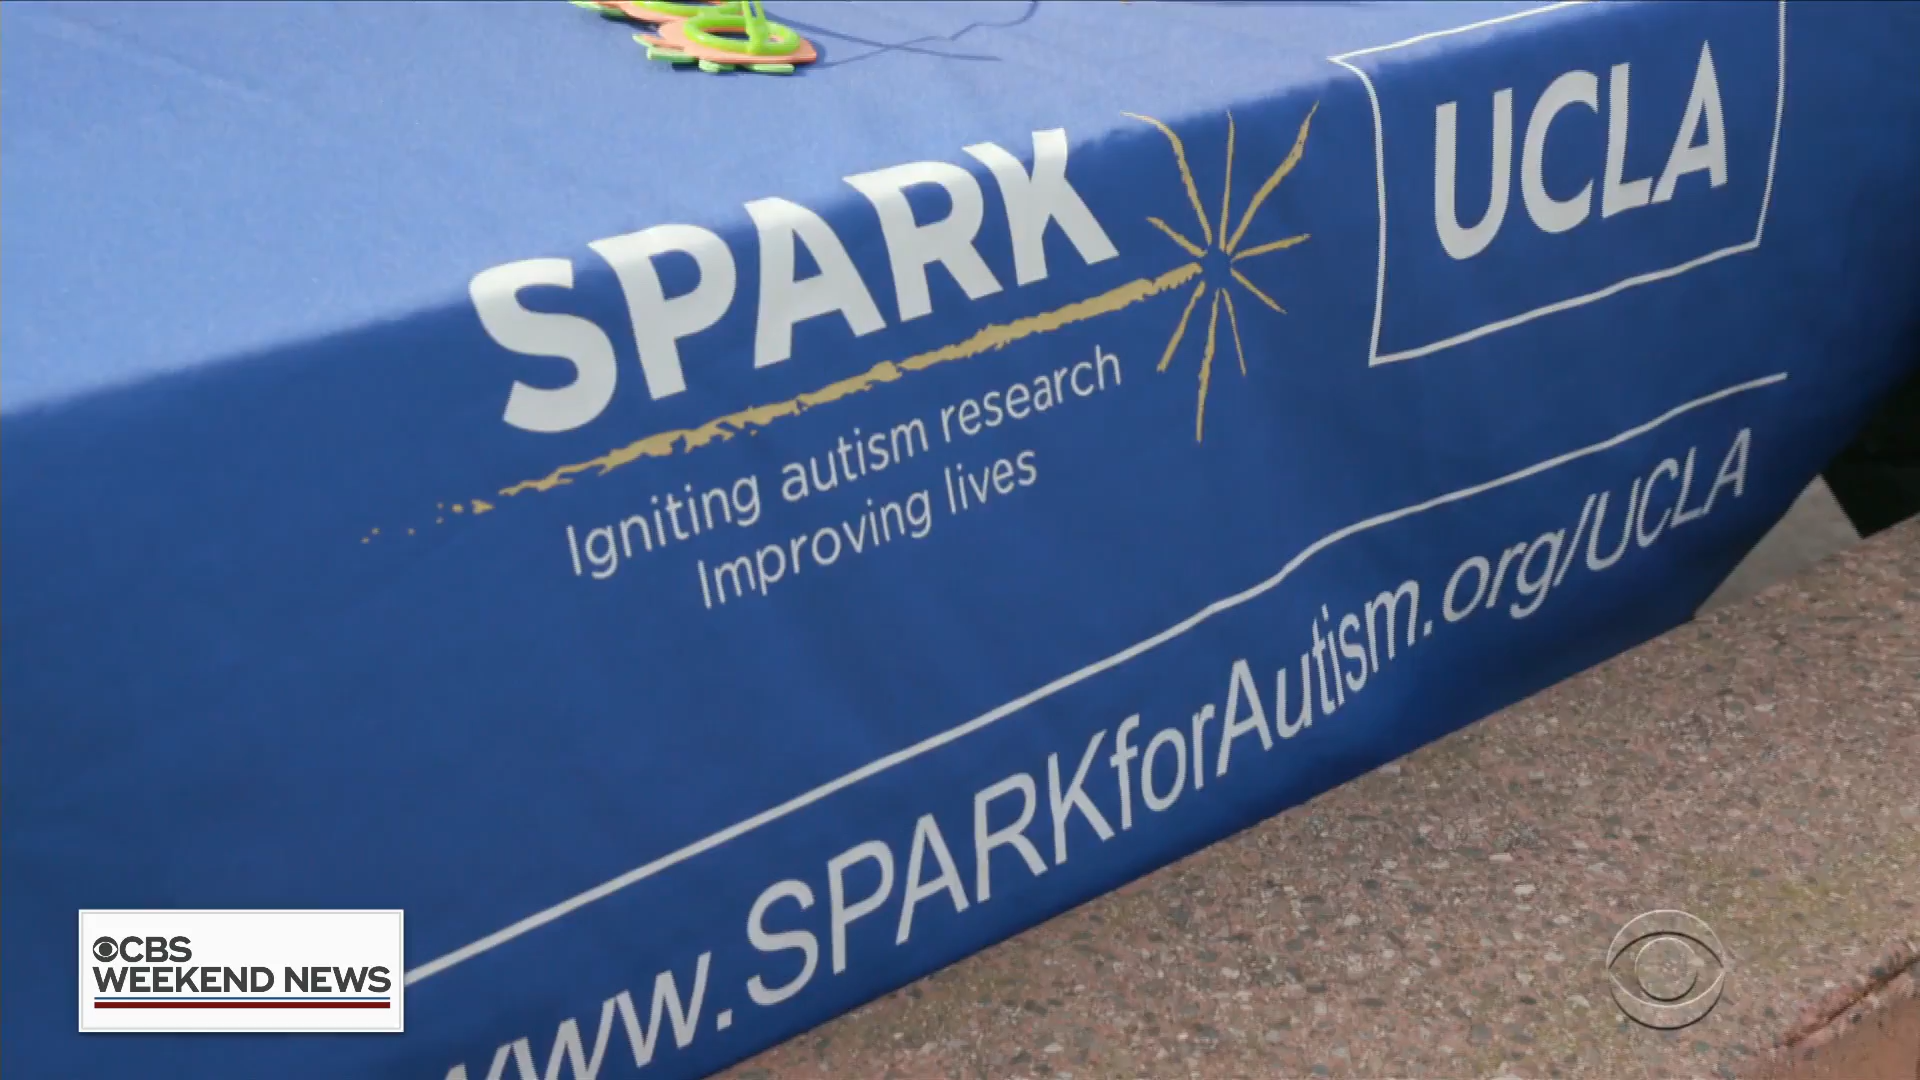 SPARK
Igniting autism research
Improving lives
UCLA
www.SPARKforAutism.org/UCLA
CBS
WEEKEND NEWS